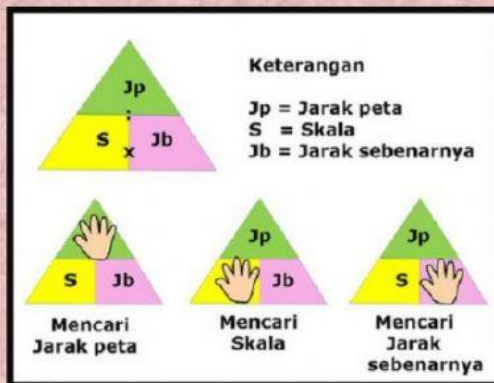 Jp
:
S x Jb
Keterangan
Jp = Jarak peta
S = Skala
Jb = Jarak sebenarnya
S Jb
Mencari
Jarak peta
Jp
Jb
Mencari
Skala
Jp
S
Mencari
Jarak
sebenarnya